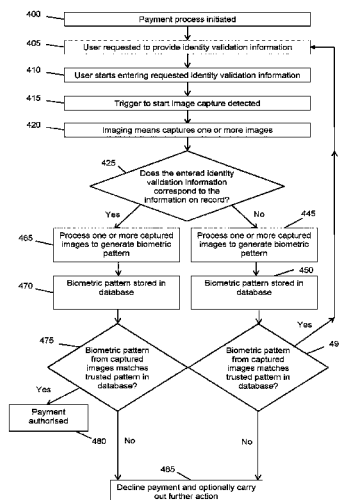 400
Payment process initiated
405
User requested to provide identity validation information
410
User starts entering requested identity validation information
415
Trigger to start image capture detected
420
Imaging means captures one or more images
425
Does the entered identity
validation information
correspond to the
information on record?
Yes
No
465
Process one or more captured
images to generate biometric
pattern
445
Process one or more captured
images to generate biometric
pattern
470
Biometric pattern stored in
database
450
Biometric pattern stored in
database
475
Biometric pattern
from captured
images matches
trusted pattern in
database?
Yes
49
Biometric pattern
from captured
images matches
trusted pattern in
database?
Yes
Payment
authorised
480
No
No
485
Decline payment and optionally carry
out further action